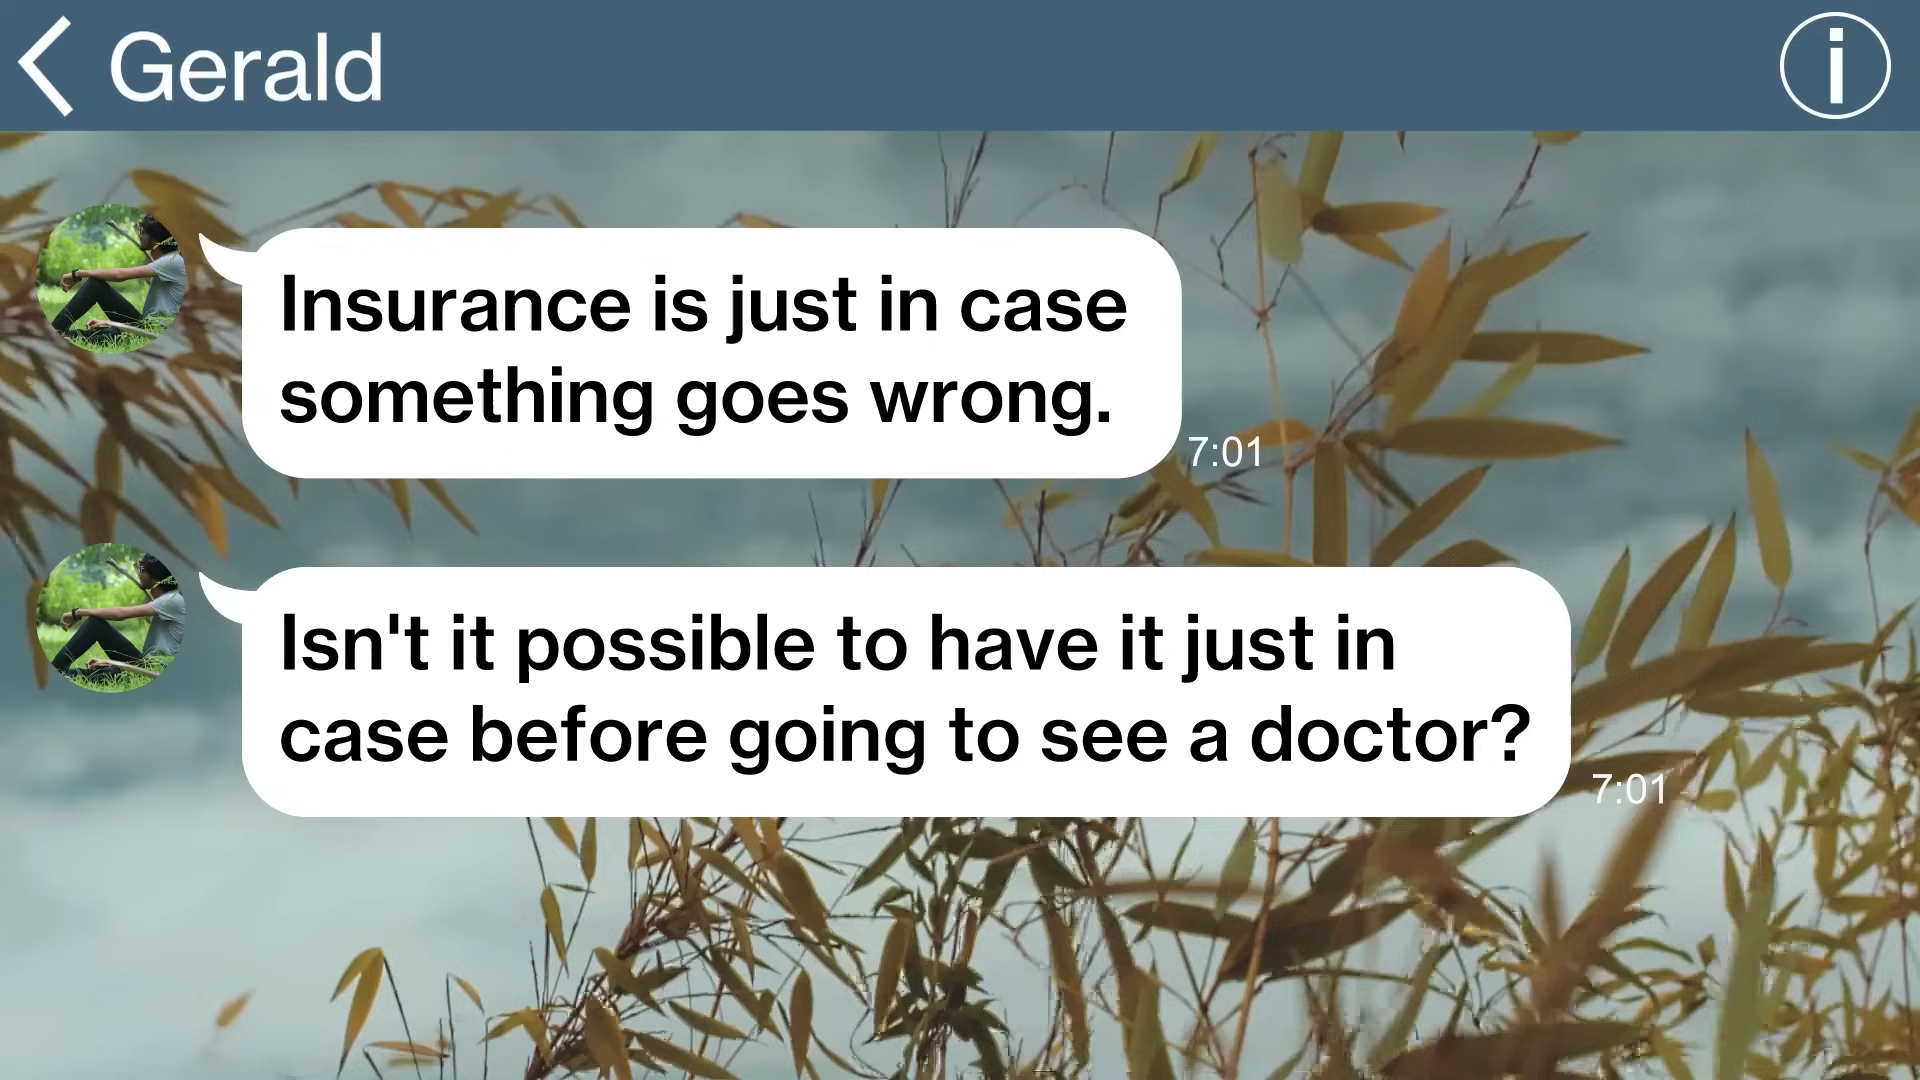 Gerald
Insurance is just in case
something goes wrong.
7:01
Isn't it possible to have it just in
case before going to see a doctor?
7:01